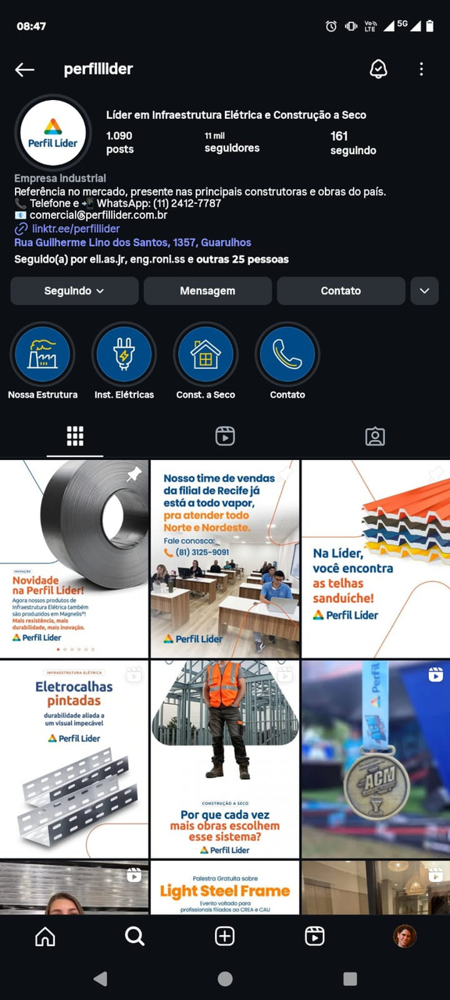 08:47
Vo LTE
5G
perfillider
Perfil Líder
Líder em Infraestrutura Elétrica e Construção a Seco
1.090
posts
11 mil
seguidores
161
seguindo
Empresa industrial
Referência no mercado, presente nas principais construtoras e obras do país.
📞 Telefone e 📲 WhatsApp: (11) 2412-7787
📧 comercial@perfillider.com.br
linktr.ee/perfillider
Rua Guilherme Lino dos Santos, 1357, Guarulhos
Seguido(a) por eli.as.jr, eng.roni.ss e outras 25 pessoas
Seguindo
Mensagem
Contato
Nossa Estrutura
Inst. Elétricas
Const. a Seco
Contato
INOVAÇÃO
Novidade
na Perfil Líder!
Agora nossos produtos de
Infraestrutura Elétrica também
são produzidos em Magnelis®!
Mais resistência, mais
durabilidade, mais inovação.
Perfil Líder
Nosso time de vendas
da filial de Recife já
está a todo vapor,
pra atender todo
Norte e Nordeste.
Fale conosco:
(81) 3125-9091
Perfil Líder
Na Líder,
você encontra
as telhas
sanduíche!
Perfil Líder
INFRAESTRUTURA ELÉTRICA
Eletrocalhas
pintadas
durabilidade aliada a
um visual impecável
Perfil Líder
CONSTRUÇÃO A SECO
Por que cada vez
mais obras escolhem
esse sistema?
Perfil Líder
Perfil
ACM
Palestra Gratuita sobre
Light Steel Frame
Evento voltado para
profissionais filiados ao CREA e CAU